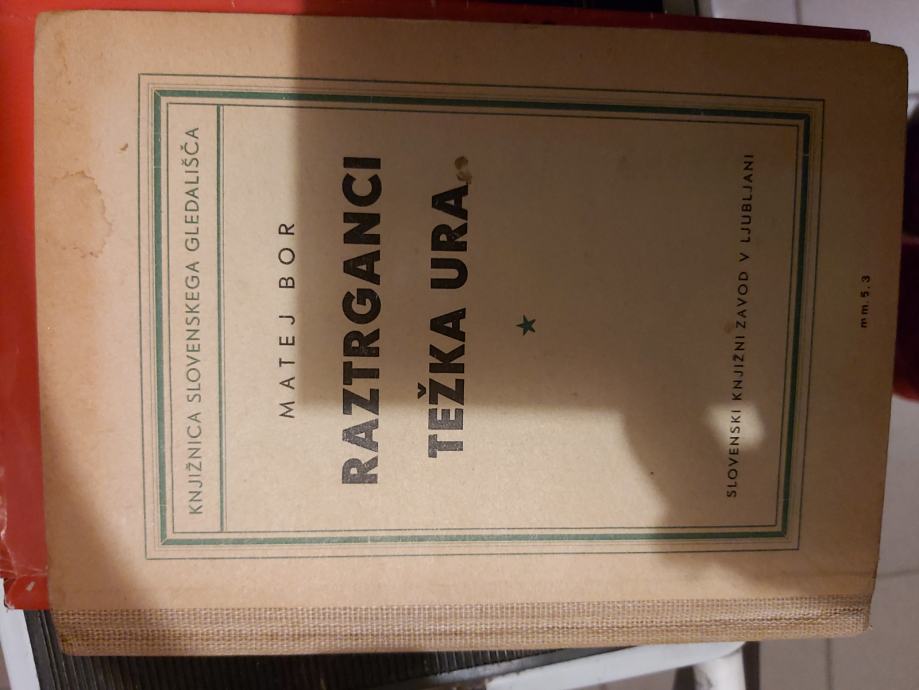 KNJIŽNICA SLOVENSKEGA GLEDALIŠČA
MATEJ BOR
RAZTRGANCI
TEŽKA URA
SLOVENSKI KNJIŽNI ZAVOD V LJUBLJANI
mm. 5, 3